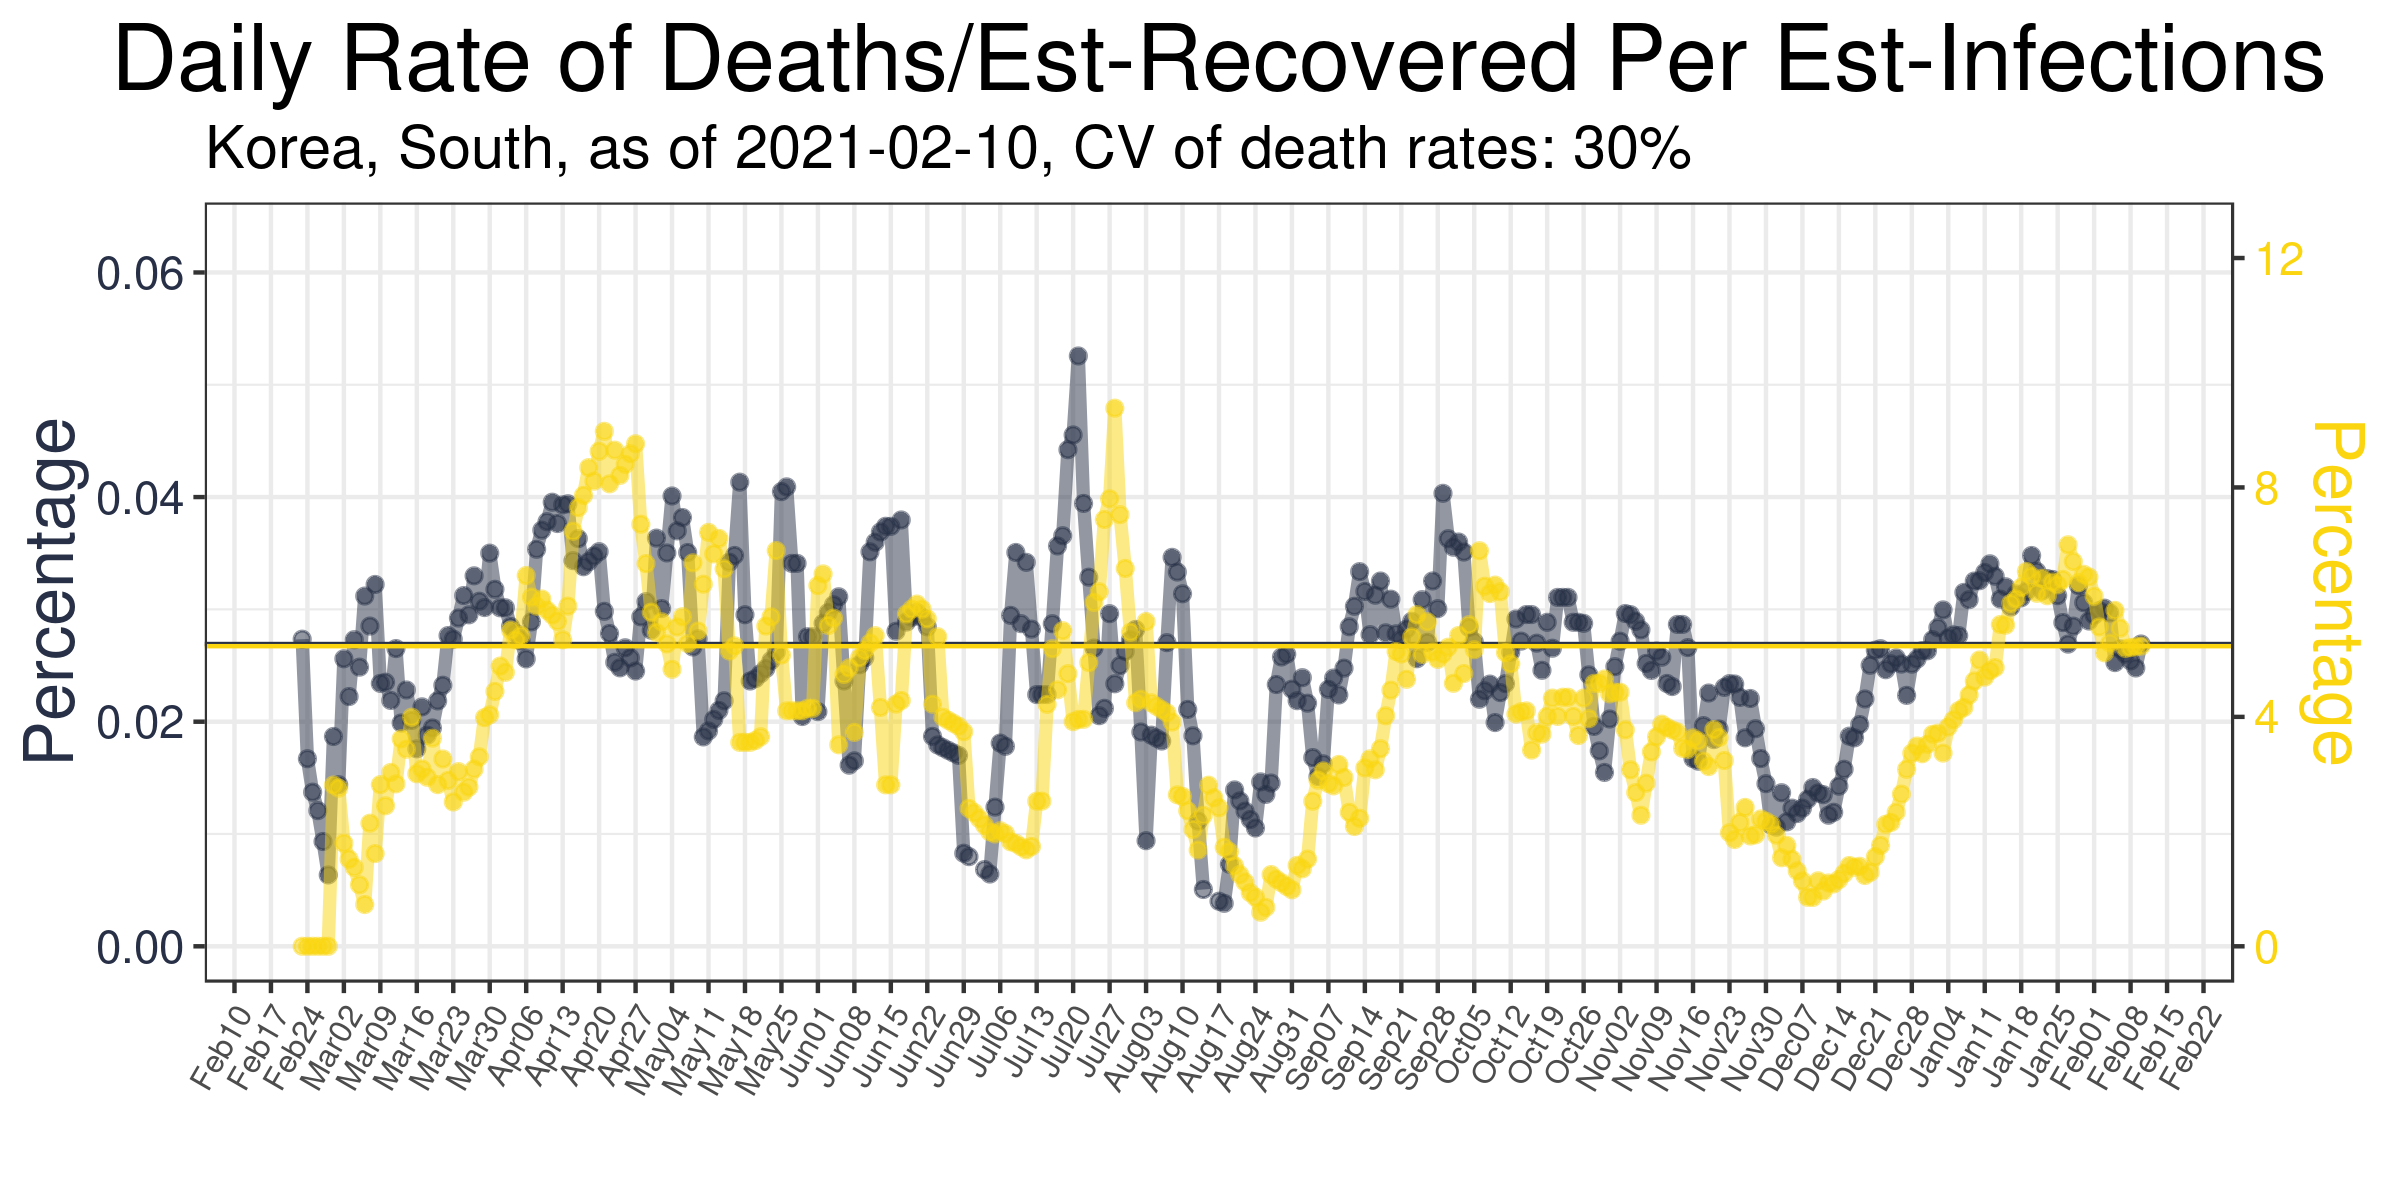 Daily Rate of Deaths/Est-Recovered Per Est-Infections
Korea, South, as of 2021-02-10, CV of death rates: 30%
Percentage
0.06
0.04
0.02
0.00
12
8
4
0
Percentage
Feb10
Feb17
Feb24
Mar02
Mar09
Mar16
Mar23
Mar30
Apr06
Apr13
Apr20
Apr27
May04
May11
May18
May25
Jun01
Jun08
Jun15
Jun22
Jun29
Jul06
Jul13
Jul20
Jul27
Aug03
Aug10
Aug17
Aug24
Aug31
Sep07
Sep14
Sep21
Sep28
Oct05
Oct12
Oct19
Oct26
Nov02
Nov09
Nov16
Nov23
Nov30
Dec07
Dec14
Dec21
Dec28
Jan04
Jan11
Jan18
Jan25
Feb01
Feb08
Feb15
Feb22